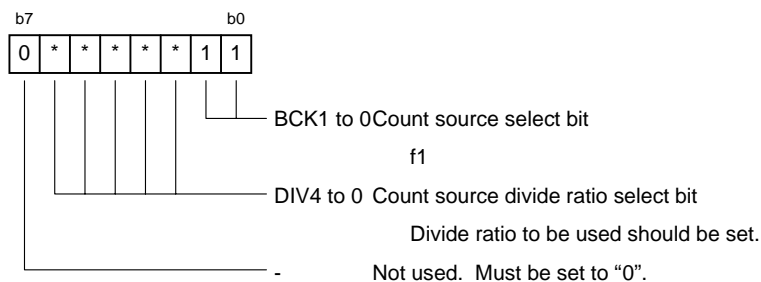 b7 b0
0 * * * * * 1 1
BCK1 to 0Count source select bit
f1
DIV4 to 0 Count source divide ratio select bit
Divide ratio to be used should be set.
- Not used. Must be set to “0”.